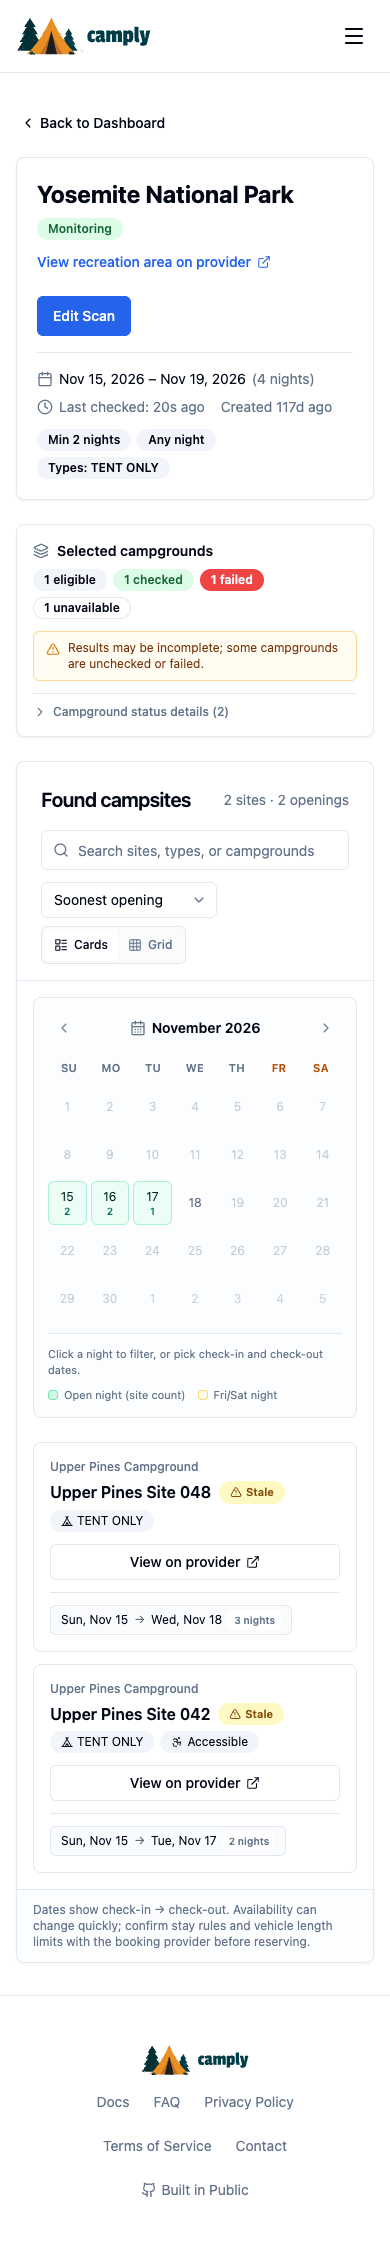 camply
Back to Dashboard
Yosemite National Park
Monitoring
View recreation area on provider
Edit Scan
Nov 15, 2026 – Nov 19, 2026 (4 nights)
Last checked: 20s ago Created 117d ago
Min 2 nights Any night
Types: TENT ONLY
Selected campgrounds
1 eligible 1 checked 1 failed
1 unavailable
Results may be incomplete; some campgrounds
are unchecked or failed.
Campground status details (2)
Found campsites 2 sites · 2 openings
Search sites, types, or campgrounds
Soonest opening
Cards Grid
November 2026
SU MO TU WE TH FR SA
1 2 3 4 5 6 7
8 9 10 11 12 13 14
15 16 17 18 19 20 21
2 2 1
22 23 24 25 26 27 28
29 30 1 2 3 4 5
Click a night to filter, or pick check-in and check-out
dates.
Open night (site count) Fri/Sat night
Upper Pines Campground
Upper Pines Site 048 Stale
TENT ONLY
View on provider
Sun, Nov 15 → Wed, Nov 18 3 nights
Upper Pines Campground
Upper Pines Site 042 Stale
TENT ONLY Accessible
View on provider
Sun, Nov 15 → Tue, Nov 17 2 nights
Dates show check-in → check-out. Availability can
change quickly; confirm stay rules and vehicle length
limits with the booking provider before reserving.
camply
Docs FAQ Privacy Policy
Terms of Service Contact
Built in Public